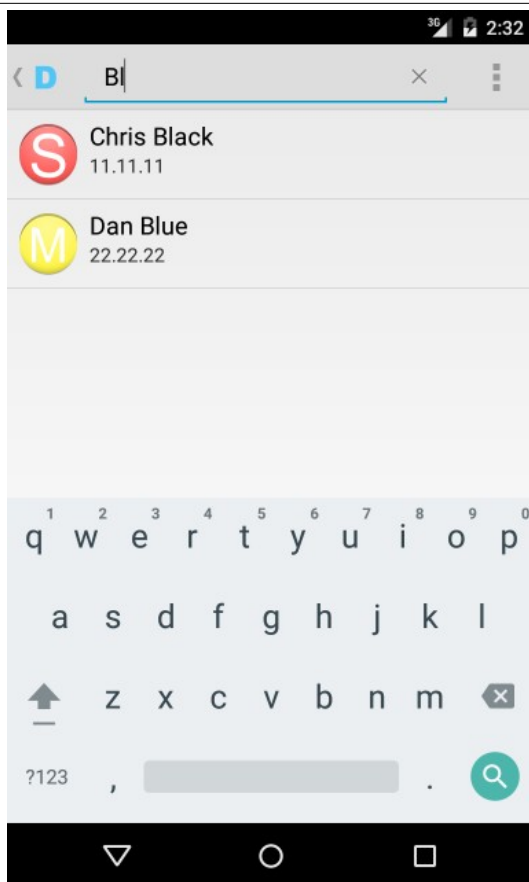 3G 2:32
D Bl
S Chris Black
11.11.11
M Dan Blue
22.22.22
1 2 3 4 5 6 7 8 9 0
q w e r t y u i o p
a s d f g h j k l
z x c v b n m
?123 , .